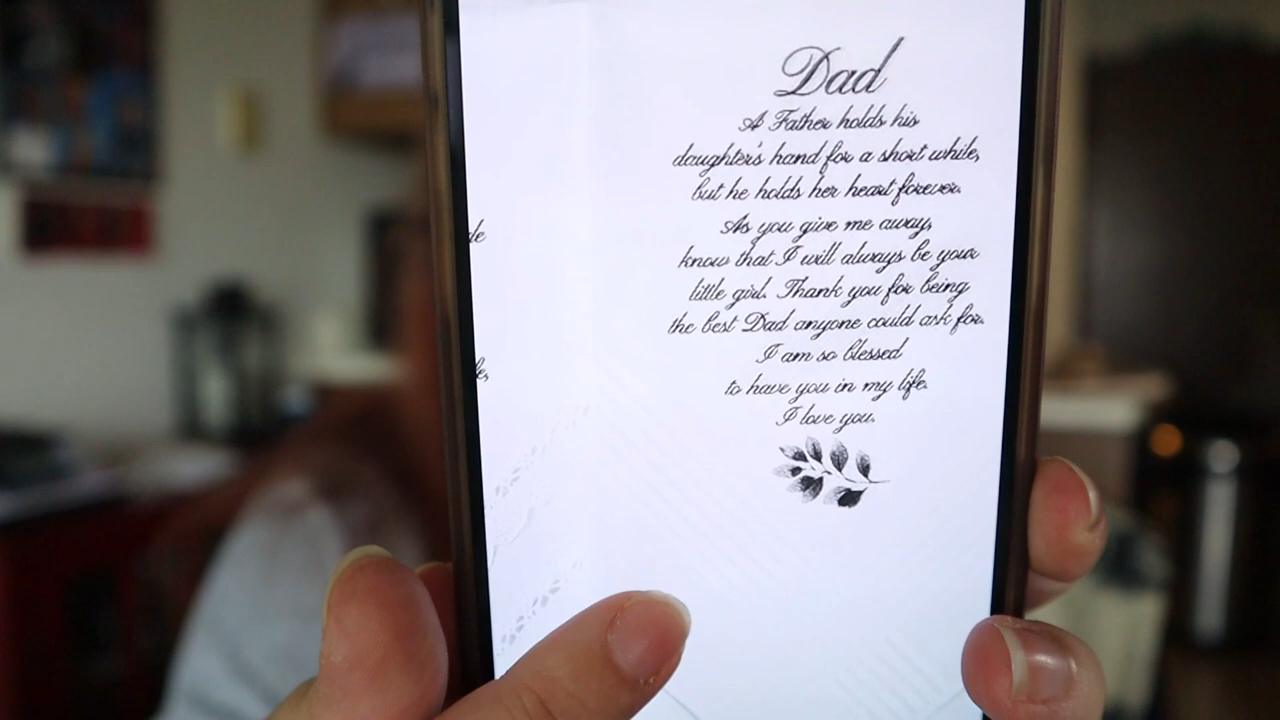 Dad
A Father holds his
daughter's hand for a short while,
but he holds her heart forever.
As you give me away,
know that I will always be your
little girl. Thank you for being
the best Dad anyone could ask for.
I am so blessed
to have you in my life.
I love you.